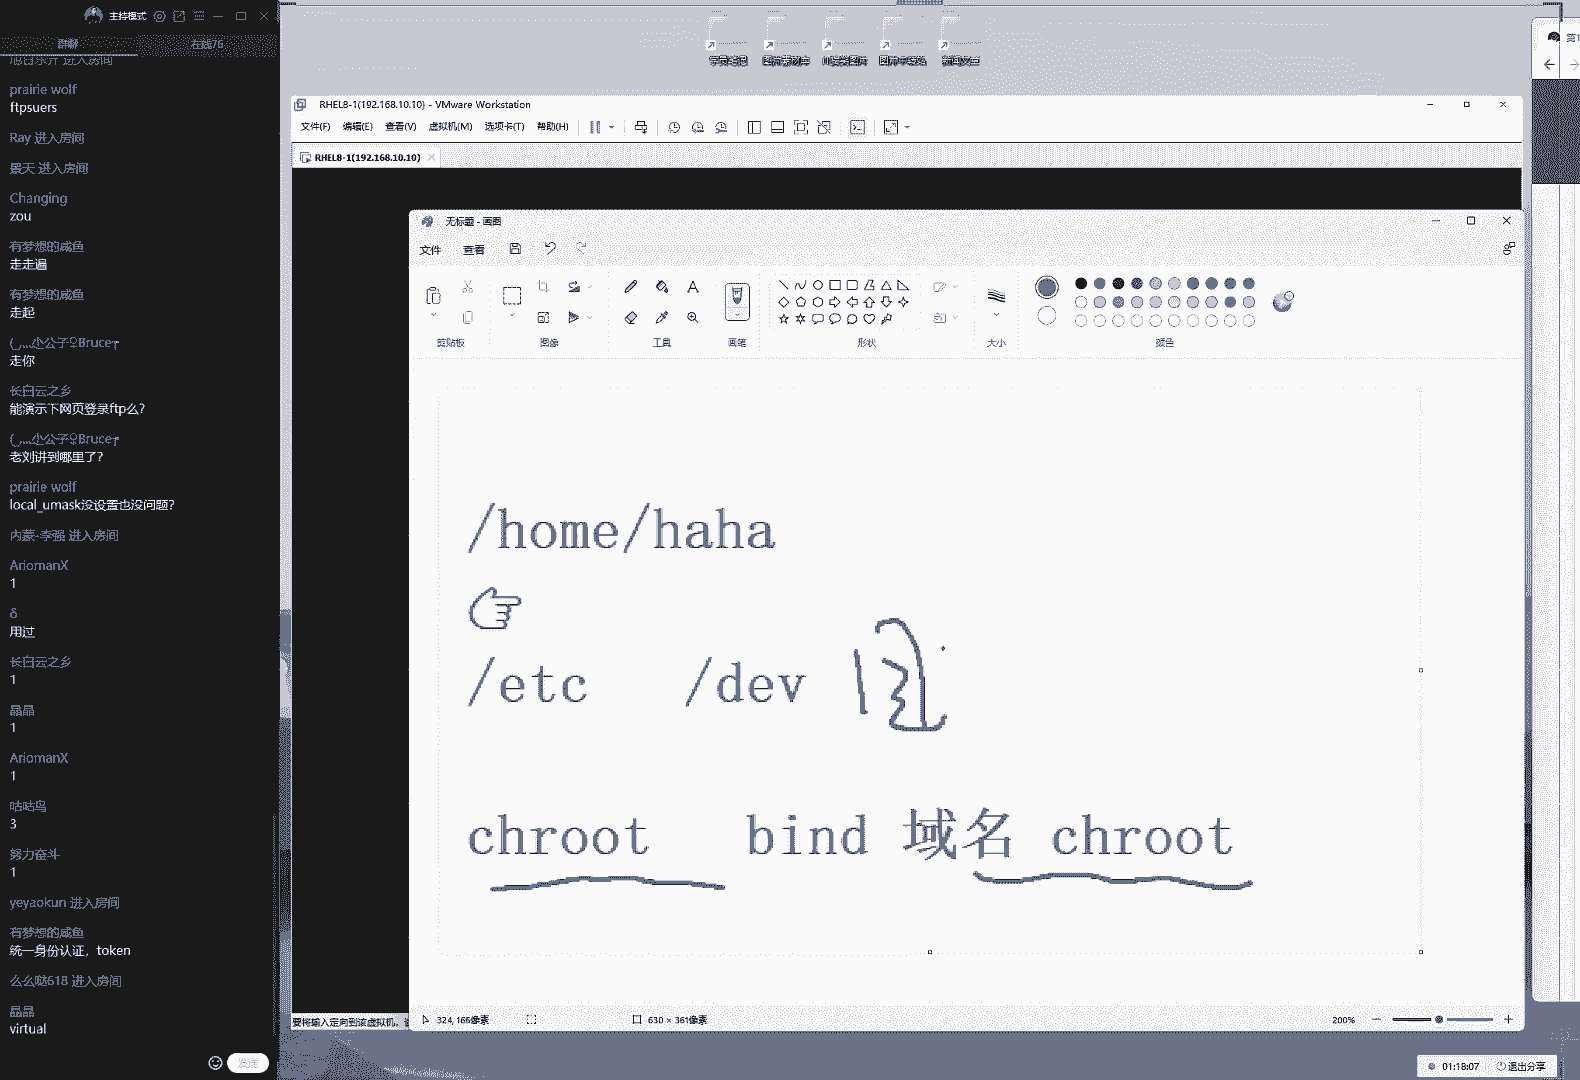 主持模式
群聊
在线76
旭日东升 进入房间
prairie wolf
ftpsuers
Ray 进入房间
景天 进入房间
Changing
zou
有梦想的咸鱼
走走遍
有梦想的咸鱼
走起
小公子♀Bruce
走你
长白云之乡
能演示下网页登录ftp么?
小公子♀Bruce
老刘讲到哪里了?
prairie wolf
local_umask没设置也没问题?
内蒙-李强 进入房间
AriomanX
1
δ
用过
长白云之乡
1
晶晶
1
AriomanX
1
咕咕鸟
3
努力奋斗
1
yeyaokun 进入房间
有梦想的咸鱼
统一身份认证，token
么么哒618 进入房间
晶晶
virtual
发送
RHEL8-1(192.168.10.10) - VMware Workstation
文件(F) 编辑(E) 查看(V) 虚拟机(M) 选项卡(T) 帮助(H)
RHEL8-1(192.168.10.10)
无标题 - 画图
文件 查看
剪贴板 图像 工具 画笔 形状 大小 颜色
/home/haha
/etc /dev
chroot bind 域名 chroot
要将输入定向到该虚拟机，
324, 166像素
630 × 361像素
200%
01:18:07
退出分享
第1